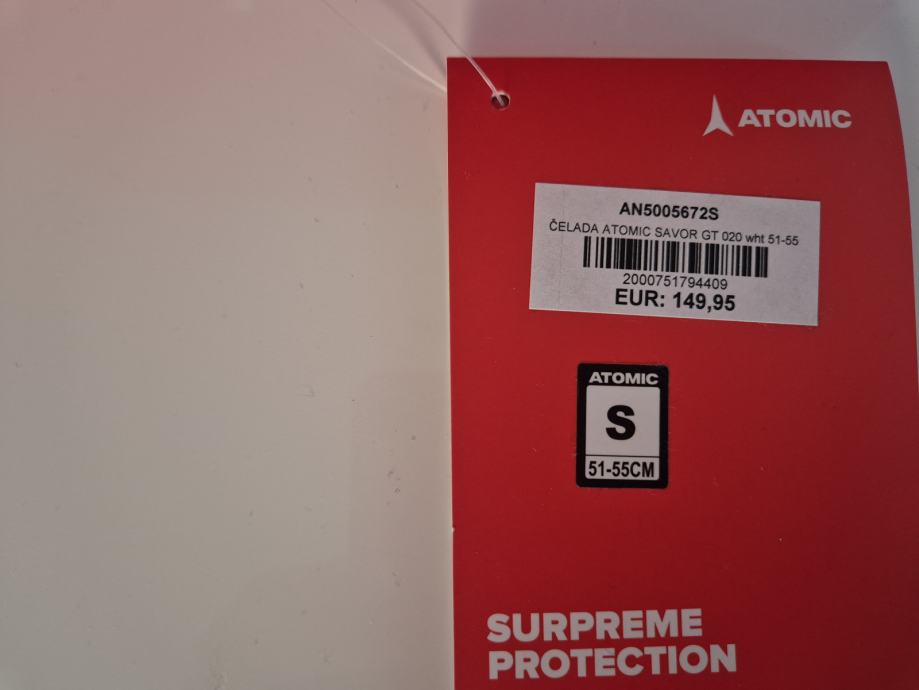 ATOMIC
AN5005672S
ČELADA ATOMIC SAVOR GT 020 wht 51-55
2000751794409
EUR: 149,95
ATOMIC
S
51-55CM
SURPREME
PROTECTION